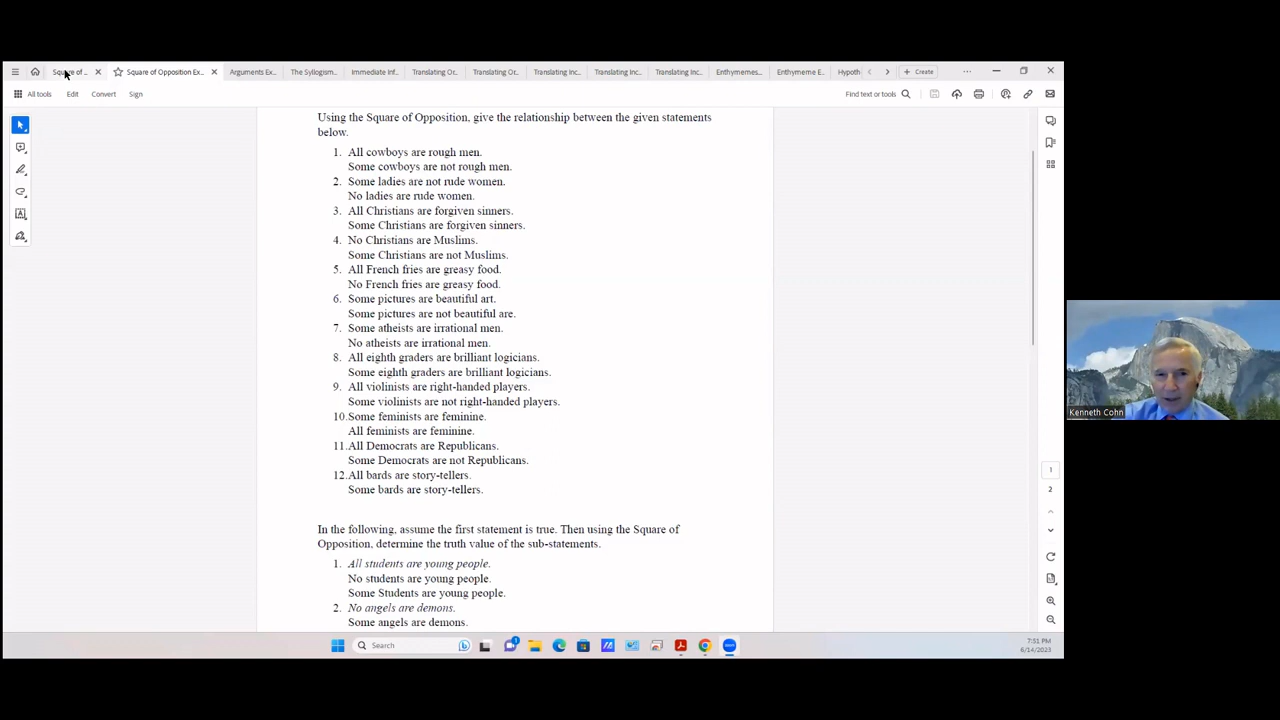 Square of ...
Square of Opposition Ex...
Arguments Ex...
The Syllogism...
Immediate Inf...
Translating Or...
Translating Or...
Translating Inc...
Translating Inc...
Translating Inc...
Enthymemes...
Enthymeme E...
Hypoth
Create
All tools
Edit
Convert
Sign
Find text or tools
Using the Square of Opposition, give the relationship between the given statements
below.
1. All cowboys are rough men.
Some cowboys are not rough men.
2. Some ladies are not rude women.
No ladies are rude women.
3. All Christians are forgiven sinners.
Some Christians are forgiven sinners.
4. No Christians are Muslims.
Some Christians are not Muslims.
5. All French fries are greasy food.
No French fries are greasy food.
6. Some pictures are beautiful art.
Some pictures are not beautiful are.
7. Some atheists are irrational men.
No atheists are irrational men.
8. All eighth graders are brilliant logicians.
Some eighth graders are brilliant logicians.
9. All violinists are right-handed players.
Some violinists are not right-handed players.
10. Some feminists are feminine.
All feminists are feminine.
11. All Democrats are Republicans.
Some Democrats are not Republicans.
12. All bards are story-tellers.
Some bards are story-tellers.
In the following, assume the first statement is true. Then using the Square of
Opposition, determine the truth value of the sub-statements.
1. All students are young people.
No students are young people.
Some Students are young people.
2. No angels are demons.
Some angels are demons.
Kenneth Cohn
1
2
Search
7:51 PM
6/14/2023